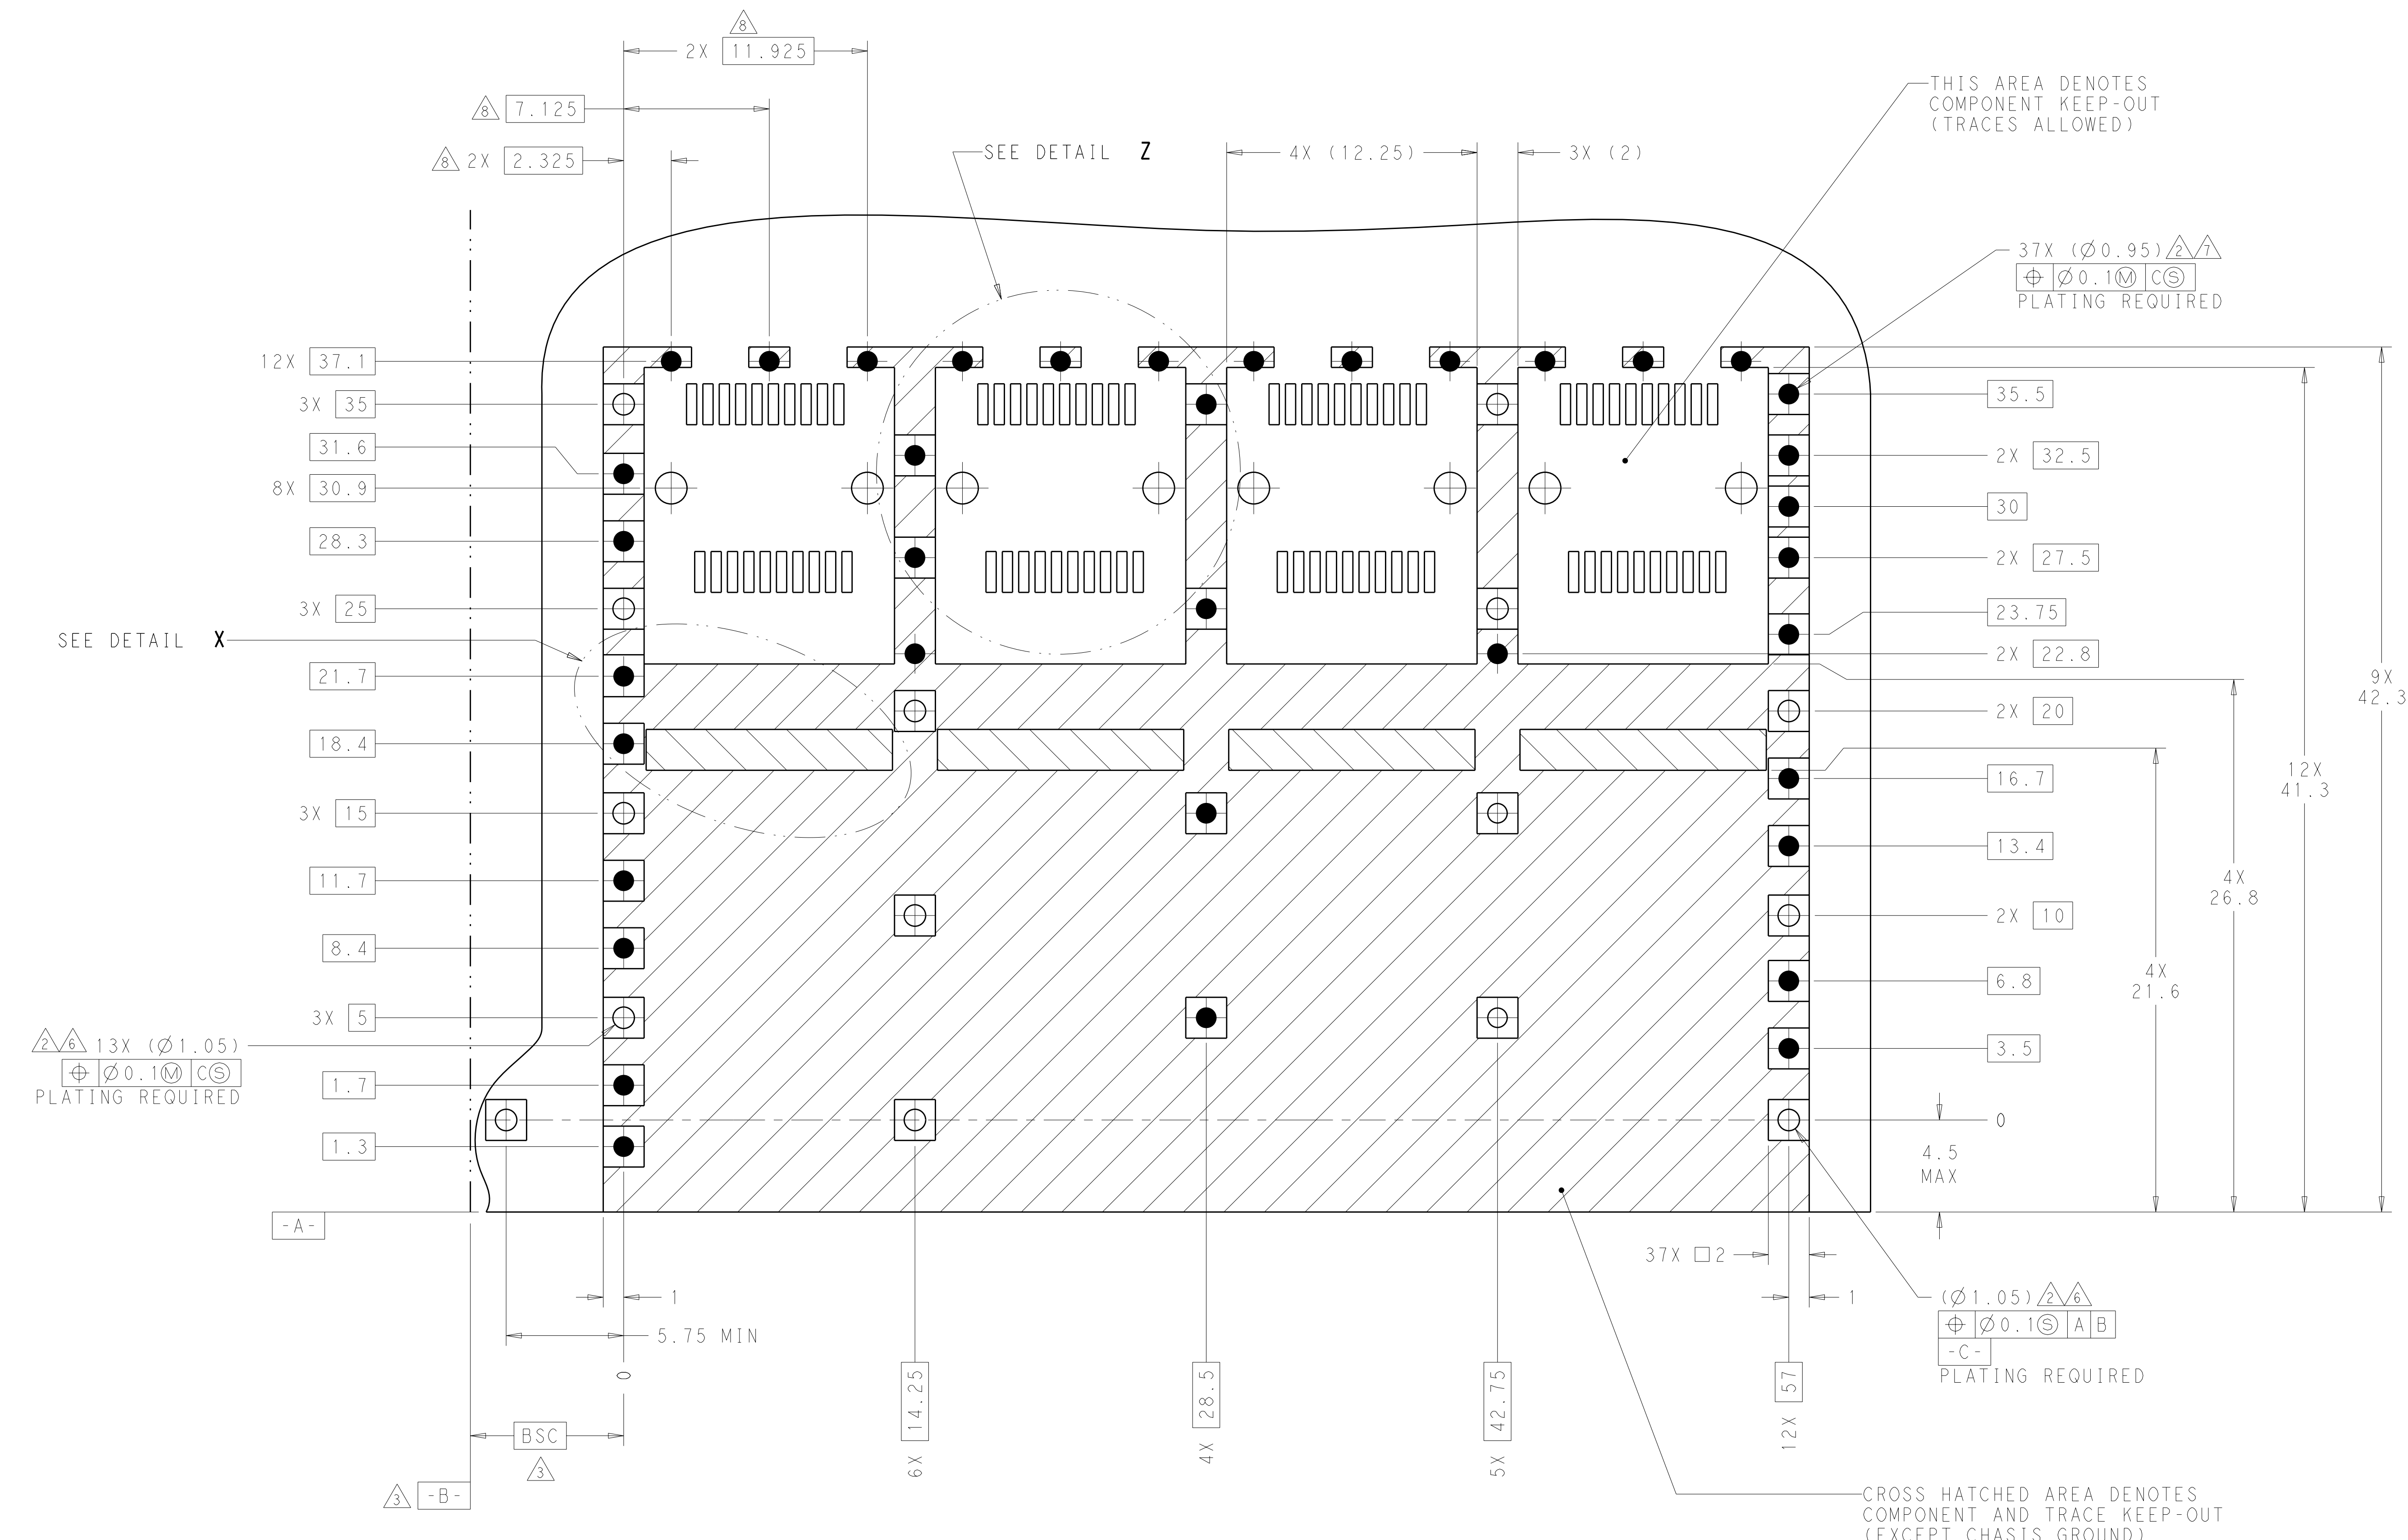 8
2X 11.925
8 7.125
8 2X 2.325
SEE DETAIL Z
4X (12.25)
3X (2)
THIS AREA DENOTES
COMPONENT KEEP-OUT
(TRACES ALLOWED)
37X (Ø0.95) 2 7
⌖ Ø0.1Ⓜ CⓈ
PLATING REQUIRED
12X 37.1
3X 35
31.6
8X 30.9
28.3
3X 25
SEE DETAIL X
21.7
18.4
3X 15
11.7
8.4
3X 5
2 6 13X (Ø1.05)
⌖ Ø0.1Ⓜ CⓈ
PLATING REQUIRED
1.7
1.3
-A-
35.5
2X 32.5
30
2X 27.5
23.75
2X 22.8
2X 20
16.7
13.4
2X 10
6.8
3.5
0
4.5
MAX
4X
21.6
4X
26.8
12X
41.3
9X
42.3
37X □2
1
1
5.75 MIN
0
6X 14.25
4X 28.5
5X 42.75
12X 57
(Ø1.05) 2 6
⌖ Ø0.1Ⓢ A B
-C-
PLATING REQUIRED
BSC
3
3 -B-
CROSS HATCHED AREA DENOTES
COMPONENT AND TRACE KEEP-OUT
(EXCEPT CHASIS GROUND)